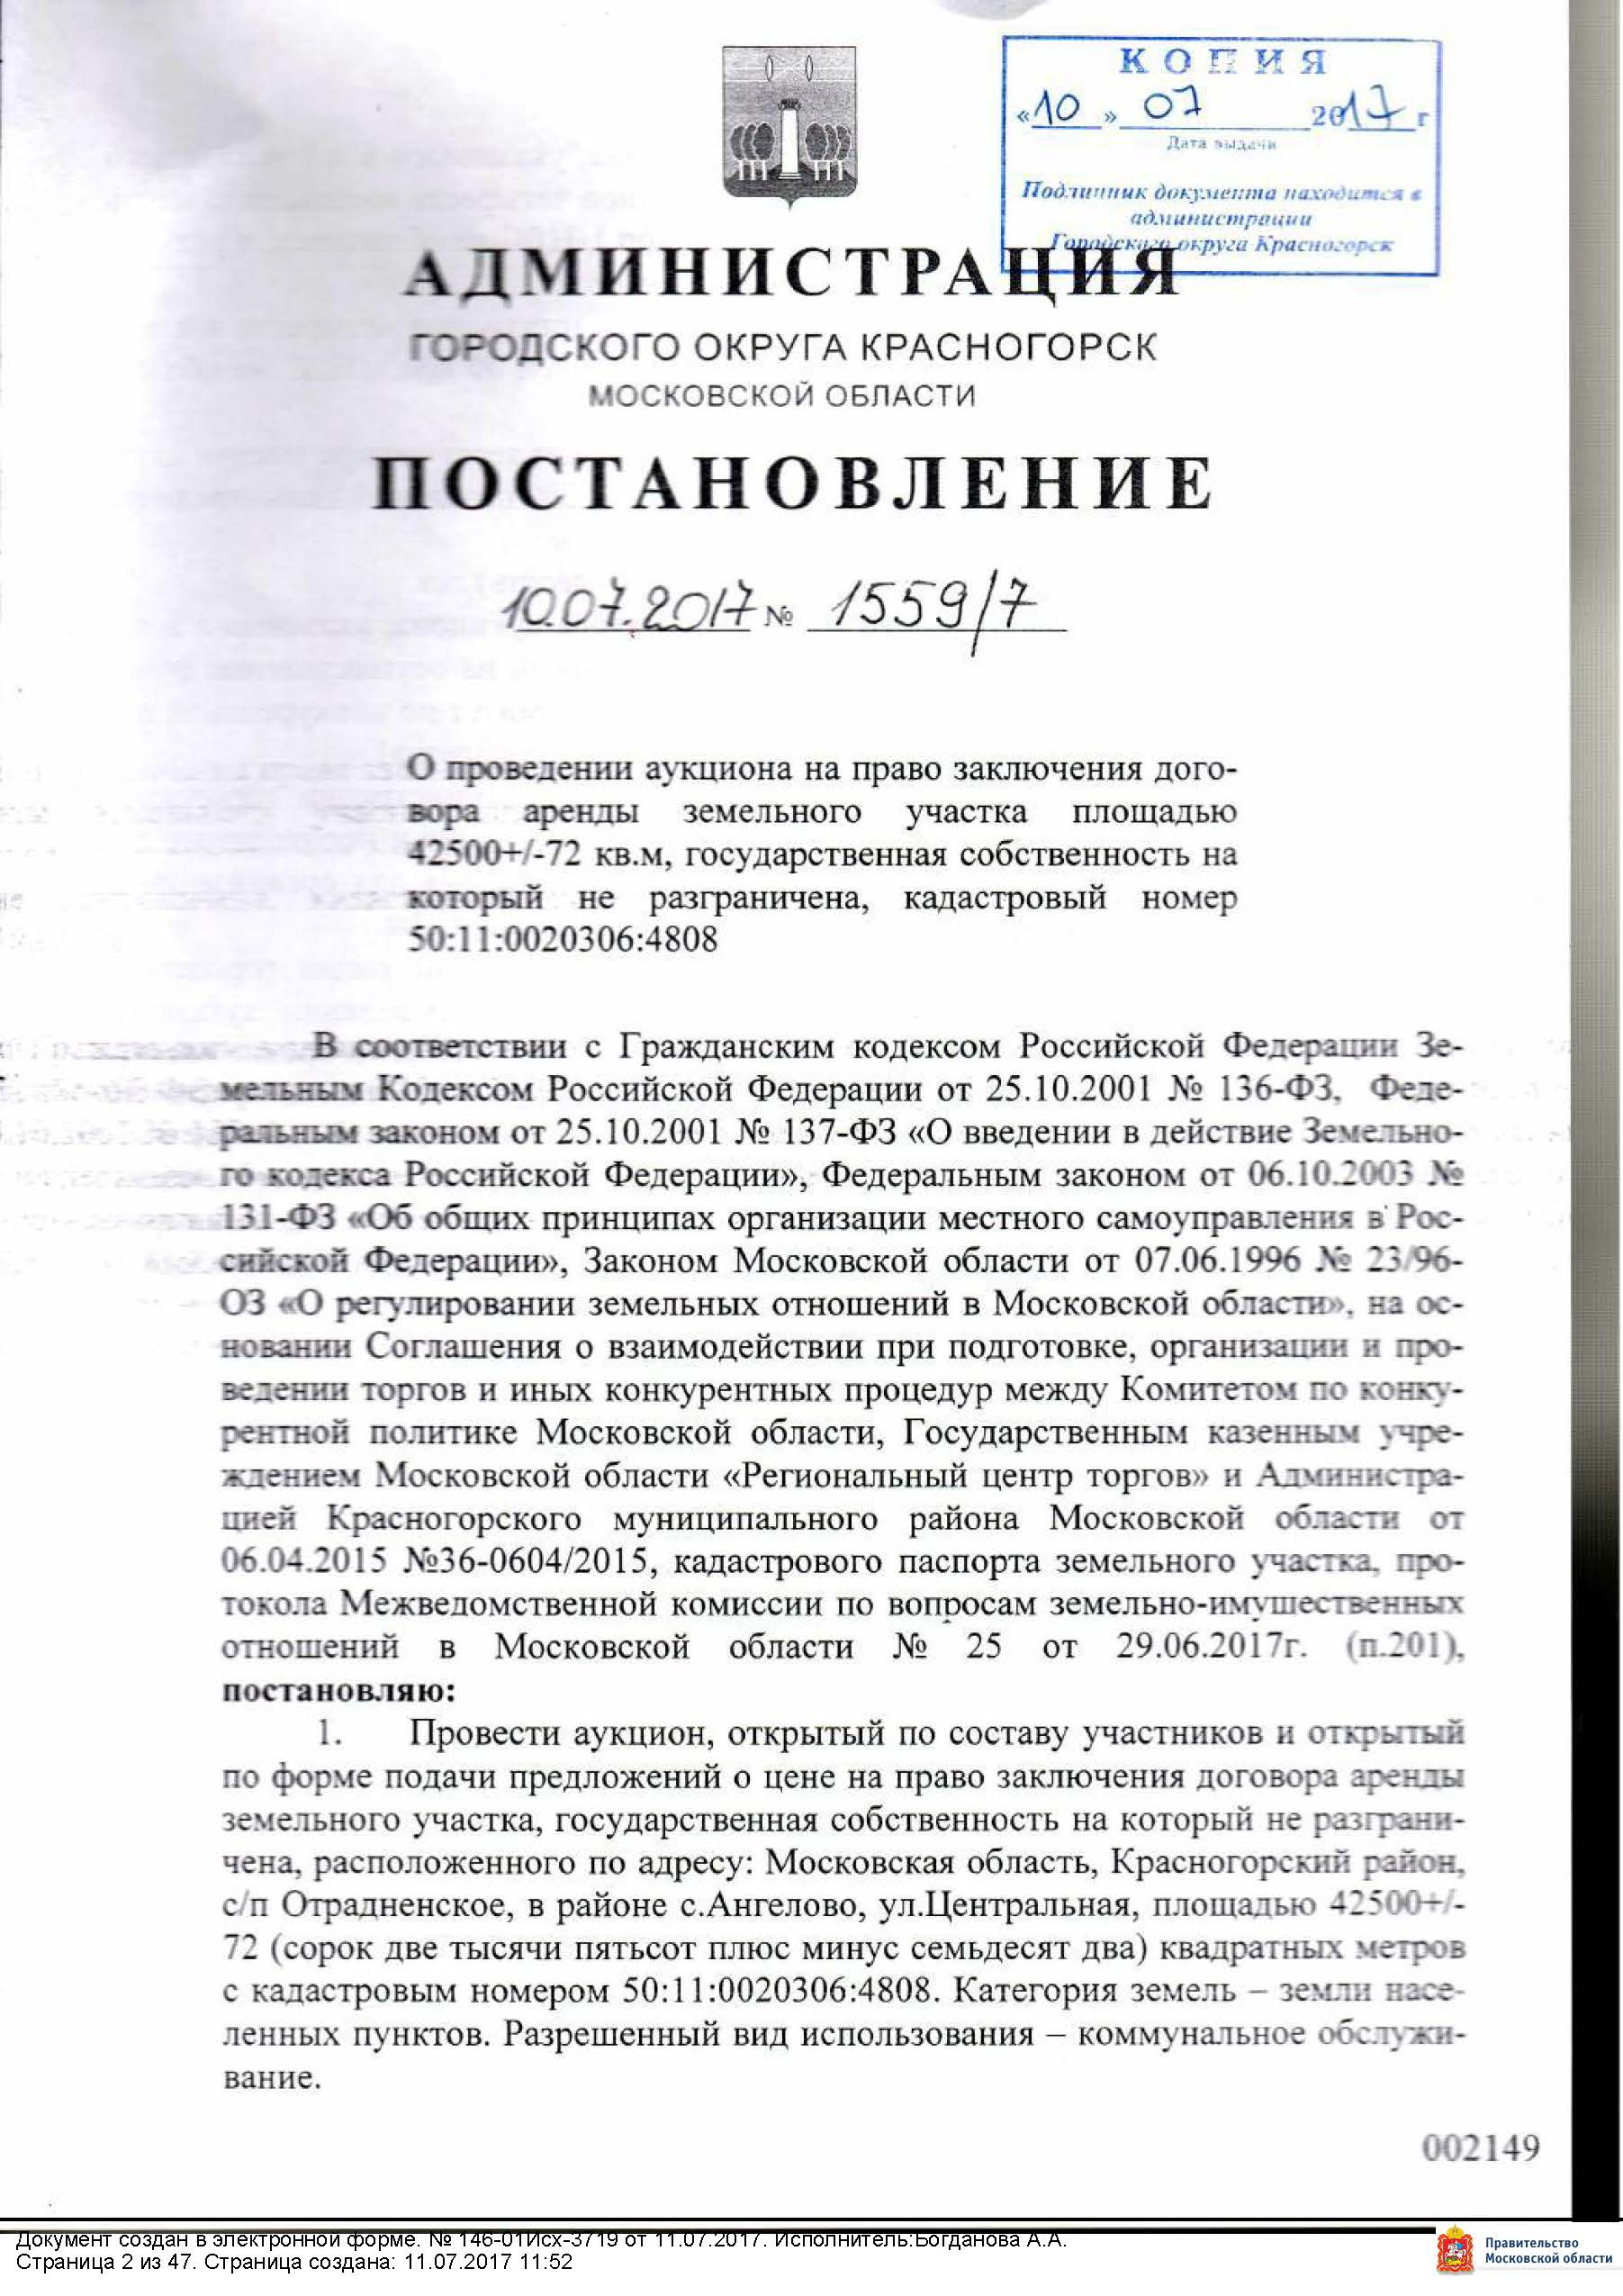 КОПИЯ
«10» 07 2017 г
Дата выдачи
Подлинник документа находится в
администрации
Городского округа Красногорск
АДМИНИСТРАЦИЯ
ГОРОДСКОГО ОКРУГА КРАСНОГОРСК
МОСКОВСКОЙ ОБЛАСТИ
ПОСТАНОВЛЕНИЕ
10.07.2017 № 1559/7
О проведении аукциона на право заключения дого-
вора аренды земельного участка площадью
42500+/-72 кв.м, государственная собственность на
который не разграничена, кадастровый номер
50:11:0020306:4808
В соответствии с Гражданским кодексом Российской Федерации Зе-
мельным Кодексом Российской Федерации от 25.10.2001 № 136-ФЗ, Феде-
ральным законом от 25.10.2001 № 137-ФЗ «О введении в действие Земельно-
го кодекса Российской Федерации», Федеральным законом от 06.10.2003 №
131-ФЗ «Об общих принципах организации местного самоуправления в Рос-
сийской Федерации», Законом Московской области от 07.06.1996 № 23/96-
ОЗ «О регулировании земельных отношений в Московской области», на ос-
новании Соглашения о взаимодействии при подготовке, организации и про-
ведении торгов и иных конкурентных процедур между Комитетом по конку-
рентной политике Московской области, Государственным казенным учре-
ждением Московской области «Региональный центр торгов» и Администра-
цией Красногорского муниципального района Московской области от
06.04.2015 №36-0604/2015, кадастрового паспорта земельного участка, про-
токола Межведомственной комиссии по вопросам земельно-имущественных
отношений в Московской области № 25 от 29.06.2017г. (п.201),
постановляю:
1. Провести аукцион, открытый по составу участников и открытый
по форме подачи предложений о цене на право заключения договора аренды
земельного участка, государственная собственность на который не разграни-
чена, расположенного по адресу: Московская область, Красногорский район,
с/п Отрадненское, в районе с.Ангелово, ул.Центральная, площадью 42500+/-
72 (сорок две тысячи пятьсот плюс минус семьдесят два) квадратных метров
с кадастровым номером 50:11:0020306:4808. Категория земель – земли насе-
ленных пунктов. Разрешенный вид использования – коммунальное обслужи-
вание.
002149
Документ создан в электронной форме. № 146-01Исх-3719 от 11.07.2017. Исполнитель:Богданова А.А.
Страница 2 из 47. Страница создана: 11.07.2017 11:52
Правительство
Московской области